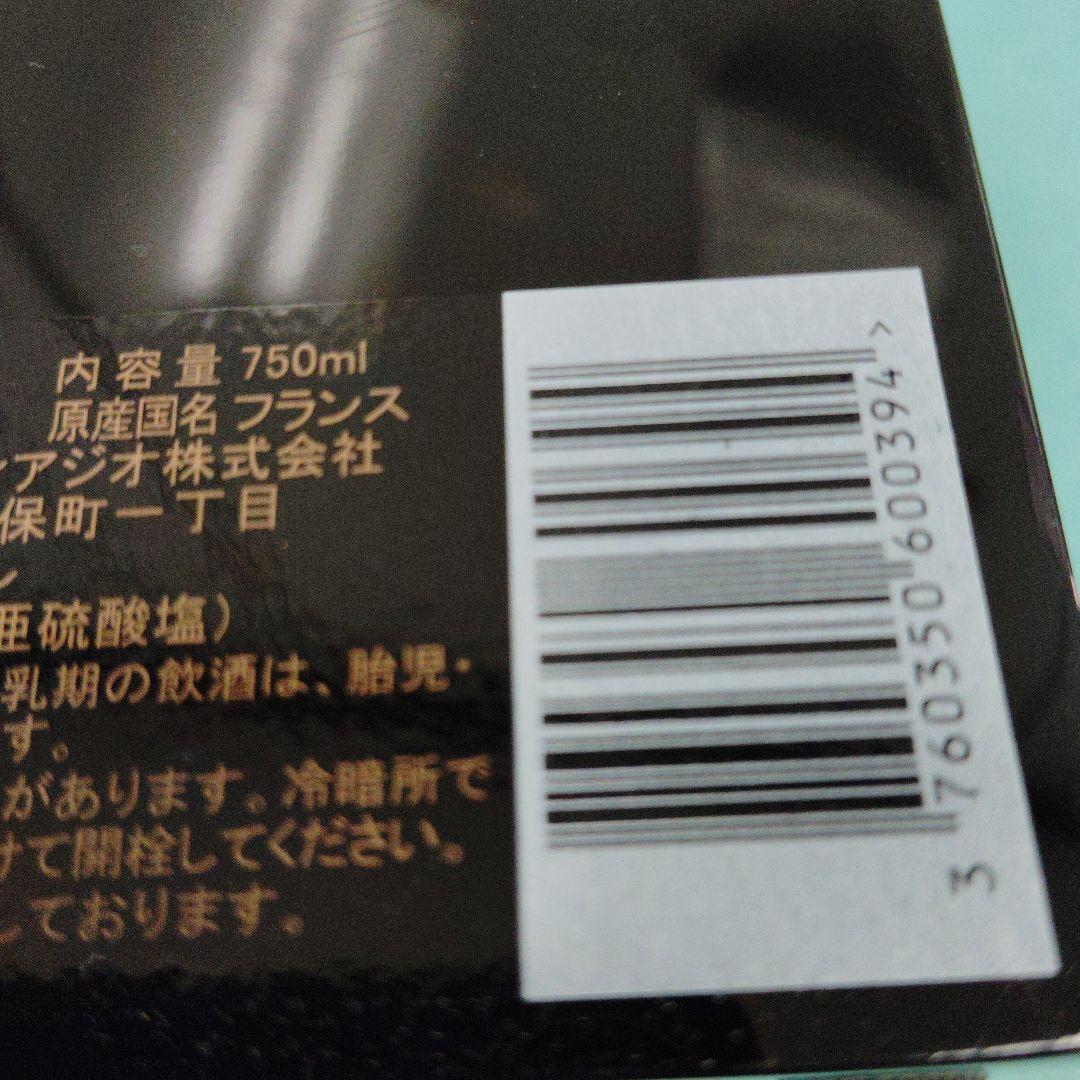 内容量 750ml
原産国名 フランス
アジオ株式会社
保町一丁目
ン
亜硫酸塩)
乳期の飲酒は、胎児・
す。
があります。冷暗所で
けて開栓してください。
しております。
3 760350 600394 >